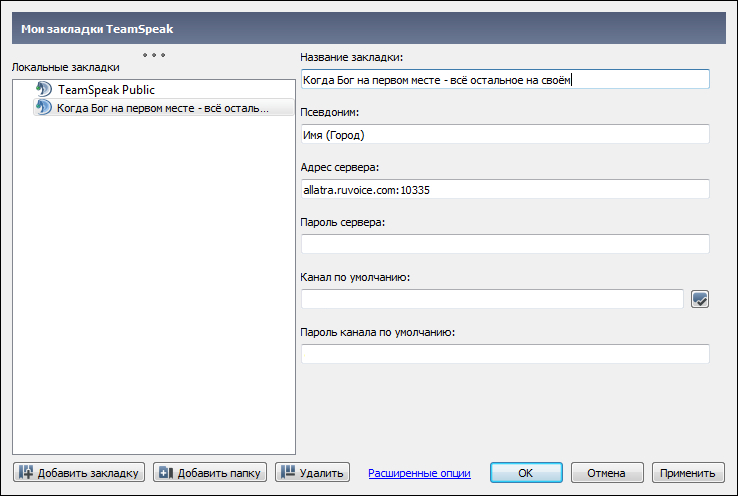 Мои закладки TeamSpeak
Локальные закладки
TeamSpeak Public
Когда Бог на первом месте - всё осталь...
Название закладки:
Когда Бог на первом месте - всё остальное на своём
Псевдоним:
Имя (Город)
Адрес сервера:
allatra.ruvoice.com:10335
Пароль сервера:
Канал по умолчанию:
Пароль канала по умолчанию:
Добавить закладку
Добавить папку
Удалить
Расширенные опции
OK
Отмена
Применить